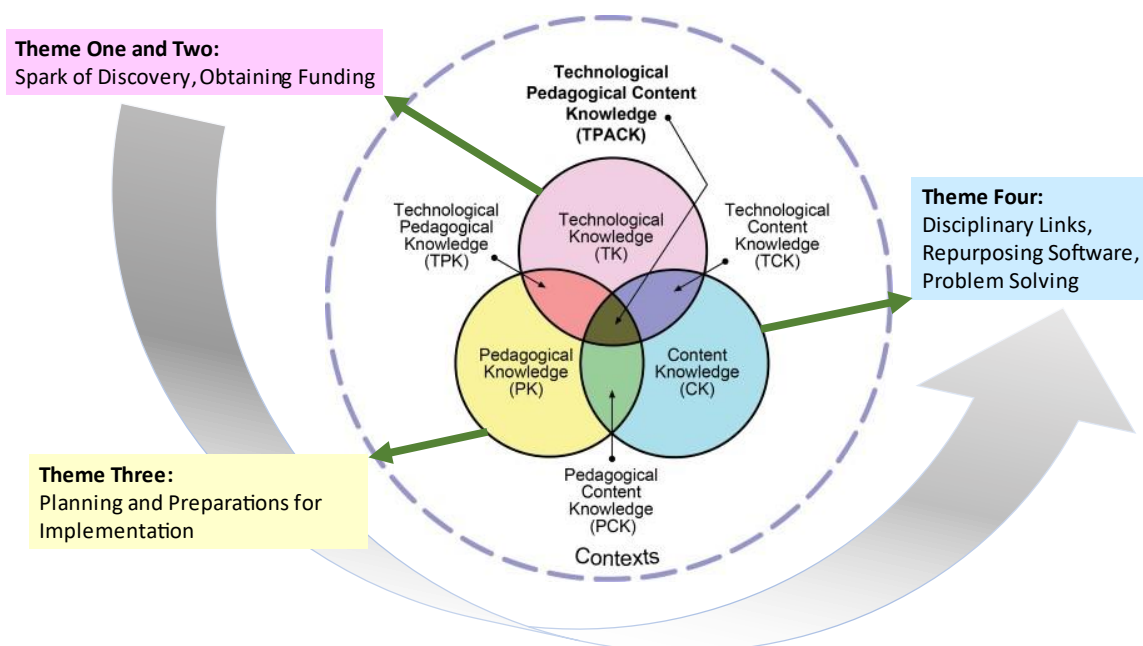 Theme One and Two:
Spark of Discovery, Obtaining Funding
Technological
Pedagogical Content
Knowledge
(TPACK)
Technological
Pedagogical
Knowledge
(TPK)
Technological
Knowledge
(TK)
Technological
Content
Knowledge
(TCK)
Theme Four:
Disciplinary Links,
Repurposing Software,
Problem Solving
Pedagogical
Knowledge
(PK)
Content
Knowledge
(CK)
Theme Three:
Planning and Preparations for
Implementation
Pedagogical
Content
Knowledge
(PCK)
Contexts